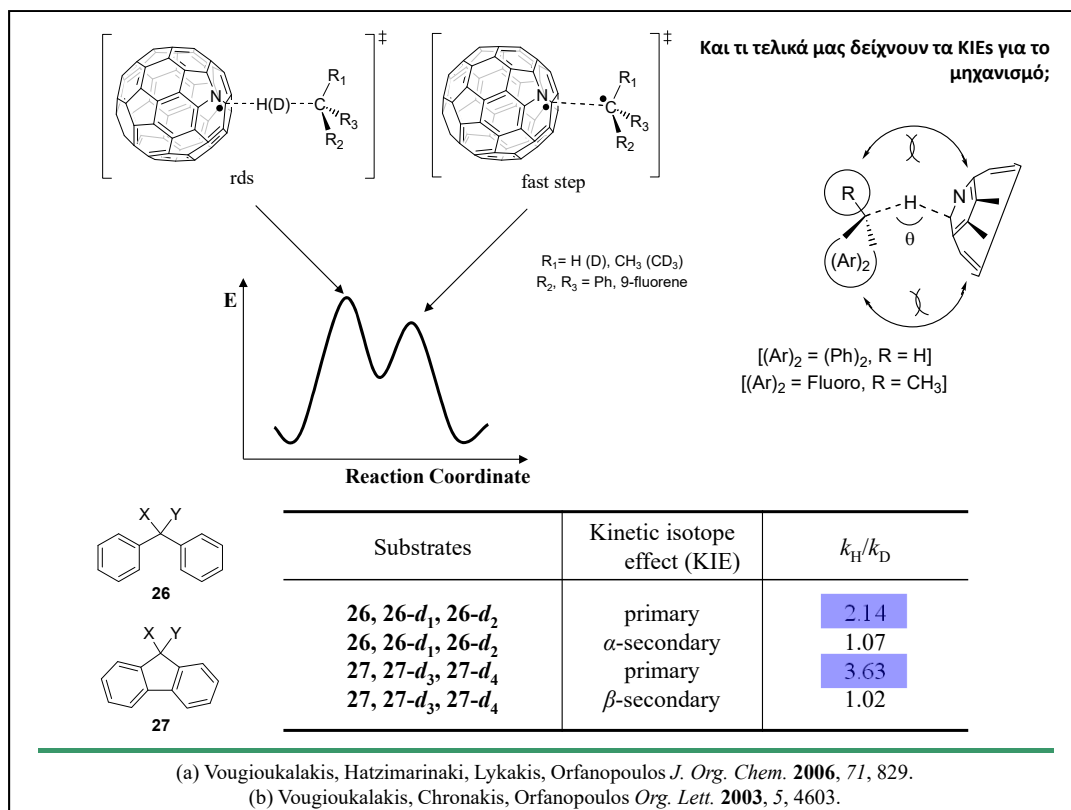 Και τι τελικά μας δείχνουν τα KIEs για το
μηχανισμό;
‡
N
H(D)
C
R1
R3
R2
rds
‡
N
C
R1
R3
R2
fast step
R
H
N
(Ar)2
θ
R1= H (D), CH3 (CD3)
R2, R3 = Ph, 9-fluorene
[(Ar)2 = (Ph)2, R = H]
[(Ar)2 = Fluoro, R = CH3]
E
Reaction Coordinate
X Y
26
X Y
27
Substrates
Kinetic isotope
effect (KIE)
kH/kD
26, 26-d1, 26-d2 primary 2.14
26, 26-d1, 26-d2 α-secondary 1.07
27, 27-d3, 27-d4 primary 3.63
27, 27-d3, 27-d4 β-secondary 1.02
(a) Vougioukalakis, Hatzimarinaki, Lykakis, Orfanopoulos J. Org. Chem. 2006, 71, 829.
(b) Vougioukalakis, Chronakis, Orfanopoulos Org. Lett. 2003, 5, 4603.